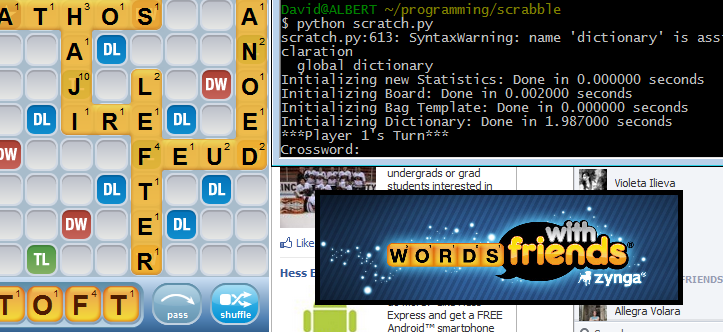 A T H O S A
A DL N
J L DW O
DL I R E DL E
DW F E U D
DL T DL
DW E DL
TL R
T O F T
pass shuffle
David@ALBERT ~/programming/scrabble
$ python scratch.py
scratch.py:613: SyntaxWarning: name 'dictionary' is ass
claration
global dictionary
Initializing new Statistics: Done in 0.000000 seconds
Initializing Board: Done in 0.002000 seconds
Initializing Bag Template: Done in 0.000000 seconds
Initializing Dictionary: Done in 1.987000 seconds
***Player 1's Turn***
Crossword:
undergrads or grad
students interested in
Like
Violeta Ilieva
WORDS with friends
zynga
FRIENDS
Hess E
Express and get a FREE
Android™ smartphone
Allegra Volara
Search